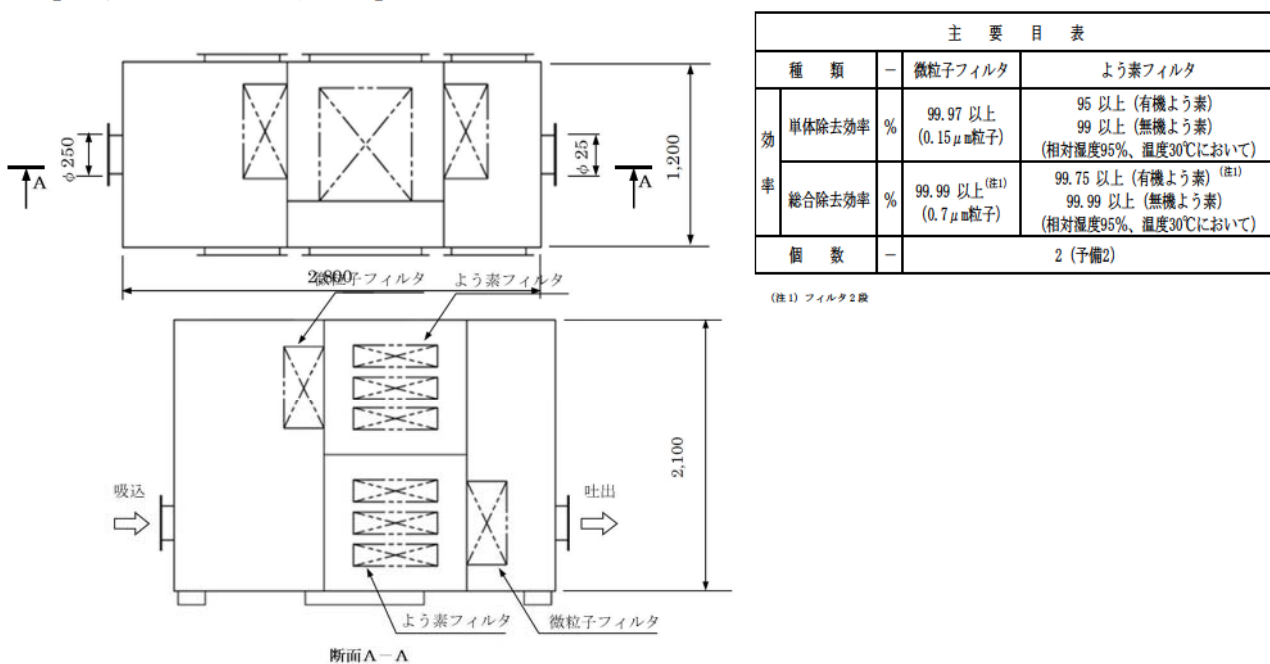 φ250
φ25
A
A
1,200
2,800
微粒子フィルタ
よう素フィルタ
2,100
吸込
吐出
よう素フィルタ
微粒子フィルタ
断面A－A
主 要 目 表
種 類 － 微粒子フィルタ よう素フィルタ
効率
単体除去効率 % 99.97 以上 (0.15μm粒子)
95 以上 (有機よう素)
99 以上 (無機よう素)
(相対湿度95%、温度30℃において)
総合除去効率 % 99.99 以上(注1) (0.7μm粒子)
99.75 以上 (有機よう素) (注1)
99.99 以上 (無機よう素)
(相対湿度95%、温度30℃において)
個 数 － 2 (予備2)
(注1) フィルタ2段